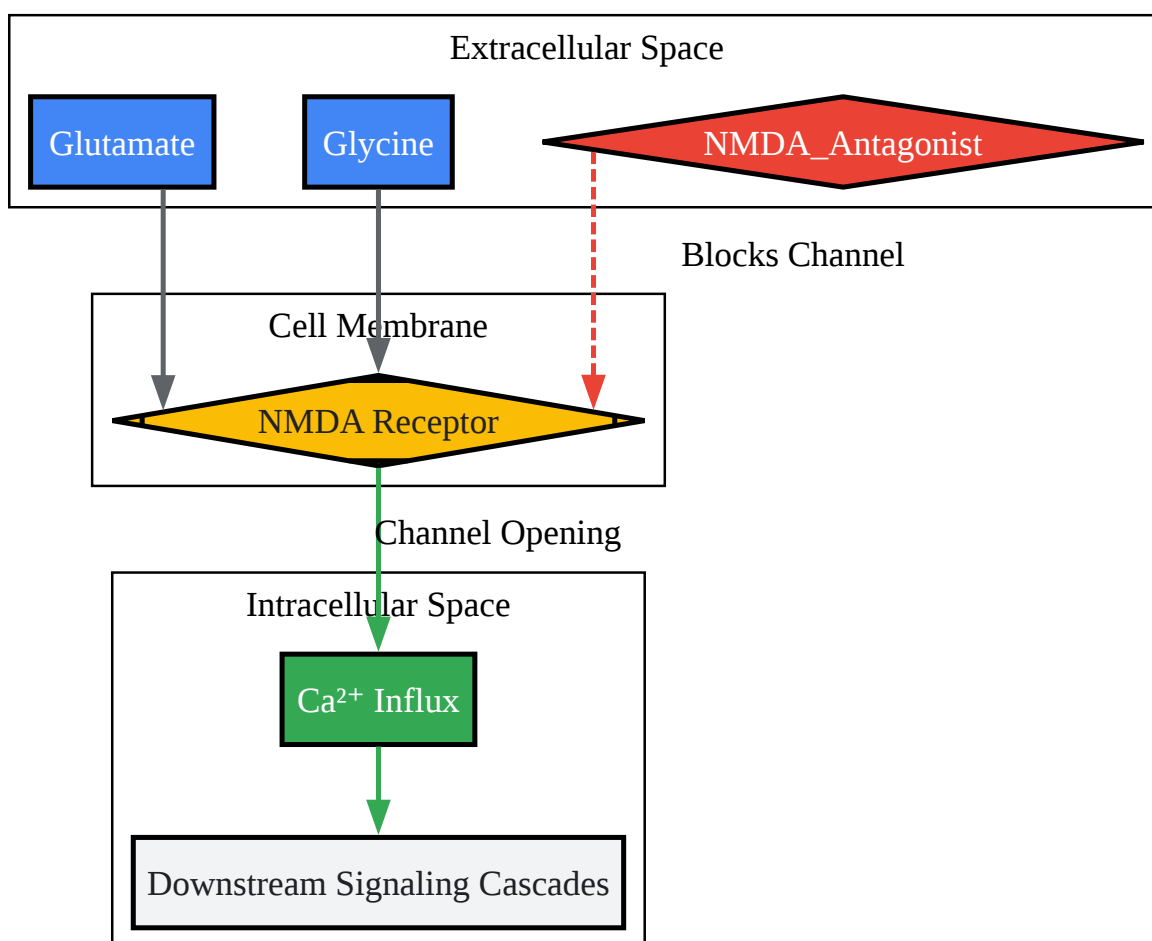 Extracellular Space
Glutamate
Glycine
NMDA_Antagonist
Blocks Channel
Cell Membrane
NMDA Receptor
Channel Opening
Intracellular Space
Ca²⁺ Influx
Downstream Signaling Cascades